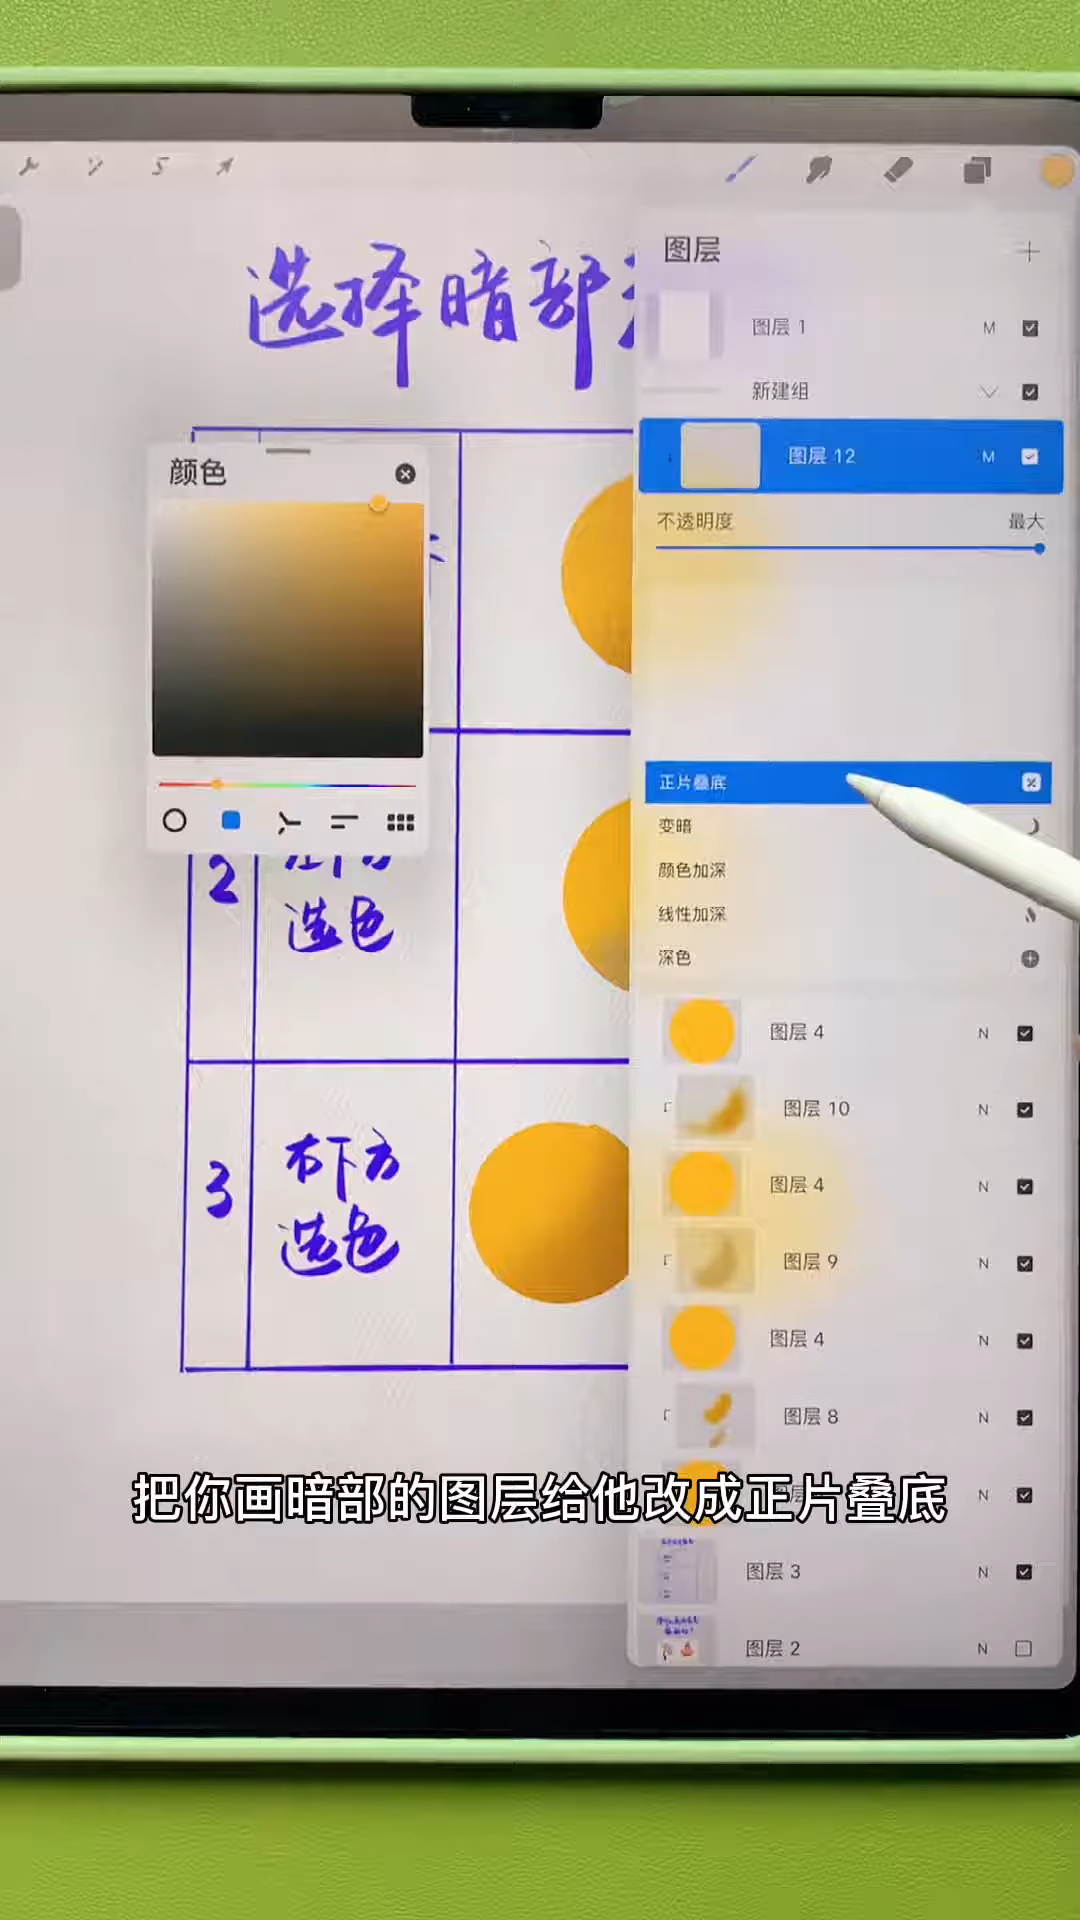 选择暗部
图层
图层 1 M
新建组
图层 12 M
不透明度 最大
颜色
正片叠底
变暗
颜色加深
线性加深
深色
2
选色
图层 4 N
图层 10 N
图层 4 N
3
右下方
选色
图层 9 N
图层 4 N
图层 8 N
把你画暗部的图层给他改成正片叠底
N
图层 3 N
图层 2 N